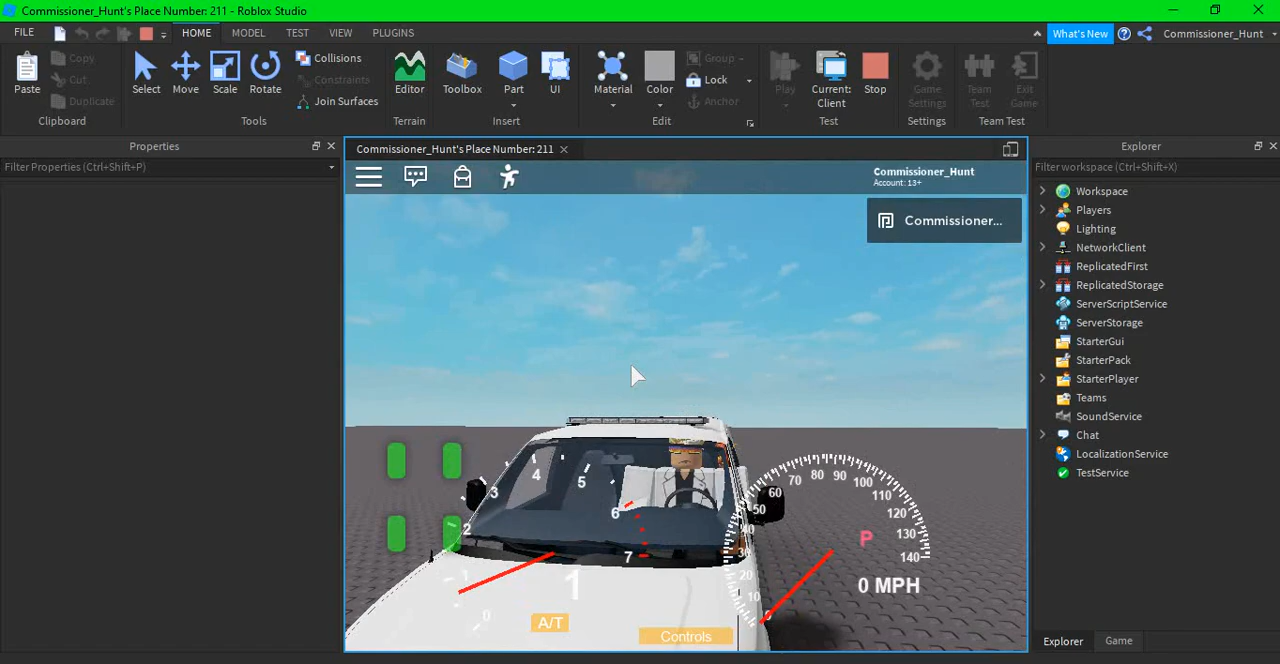 Commissioner_Hunt's Place Number: 211 - Roblox Studio
FILE HOME MODEL TEST VIEW PLUGINS What's New Commissioner_Hunt
Paste Copy Cut Duplicate Select Move Scale Rotate Collisions Constraints Join Surfaces Editor Toolbox Part UI Material Color Group Lock Anchor Play Current: Client Stop Game Settings Team Test Exit Game
Clipboard Tools Terrain Insert Edit Test Settings Team Test
Properties
Filter Properties (Ctrl+Shift+P)
Commissioner_Hunt's Place Number: 211
Commissioner_Hunt
Account: 13+
Commissioner...
0 1 2 3 4 5 6 7
1
A/T
Controls
0 10 20 30 40 50 60 70 80 90 100 110 120 130 140
P
0 MPH
Explorer
Filter workspace (Ctrl+Shift+X)
Workspace
Players
Lighting
NetworkClient
ReplicatedFirst
ReplicatedStorage
ServerScriptService
ServerStorage
StarterGui
StarterPack
StarterPlayer
Teams
SoundService
Chat
LocalizationService
TestService
Explorer Game